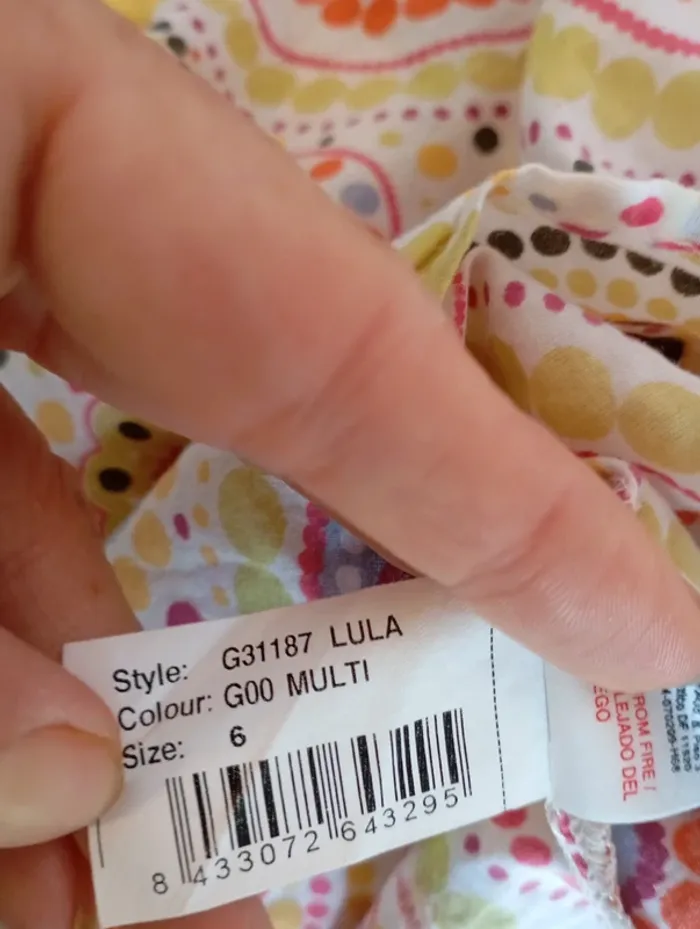 Style: G31187 LULA
Colour: G00 MULTI
Size: 6
8 433072 643295
FROM FIRE /
LEJADO DEL
EGO